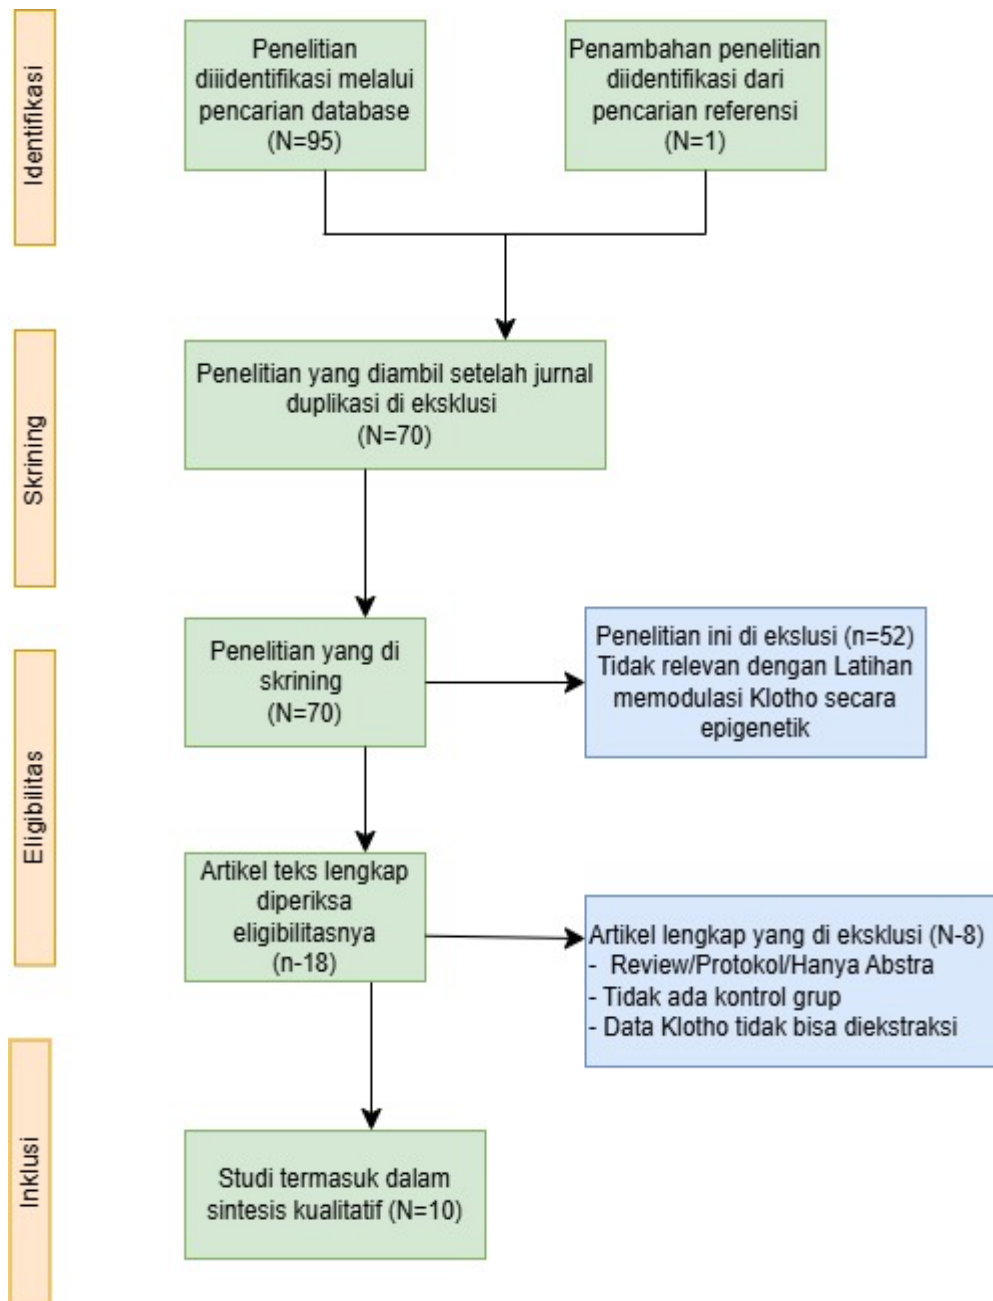 Identifikasi
Penelitian
diiidentifikasi melalui
pencarian database
(N=95)
Penambahan penelitian
diidentifikasi dari
pencarian referensi
(N=1)
Skrining
Penelitian yang diambil setelah jurnal
duplikasi di eksklusi
(N=70)
Eligibilitas
Penelitian yang di
skrining
(N=70)
Penelitian ini di ekslusi (n=52)
Tidak relevan dengan Latihan
memodulasi Klotho secara
epigenetik
Artikel teks lengkap
diperiksa
eligibilitasnya
(n-18)
Artikel lengkap yang di eksklusi (N-8)
- Review/Protokol/Hanya Abstra
- Tidak ada kontrol grup
- Data Klotho tidak bisa diekstraksi
Inklusi
Studi termasuk dalam
sintesis kualitatif (N=10)